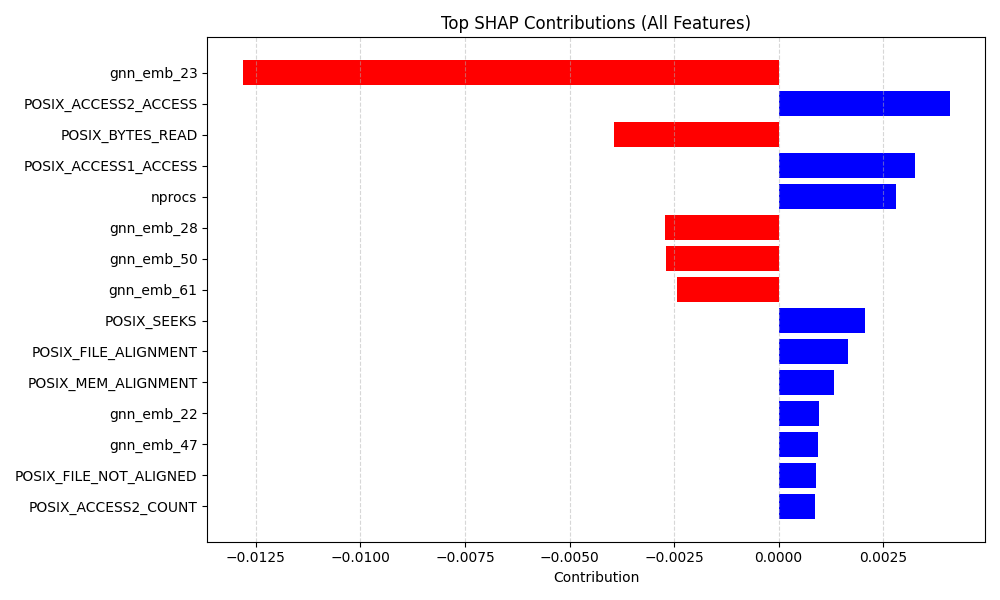 Top SHAP Contributions (All Features)
gnn_emb_23
POSIX_ACCESS2_ACCESS
POSIX_BYTES_READ
POSIX_ACCESS1_ACCESS
nprocs
gnn_emb_28
gnn_emb_50
gnn_emb_61
POSIX_SEEKS
POSIX_FILE_ALIGNMENT
POSIX_MEM_ALIGNMENT
gnn_emb_22
gnn_emb_47
POSIX_FILE_NOT_ALIGNED
POSIX_ACCESS2_COUNT
−0.0125 −0.0100 −0.0075 −0.0050 −0.0025 0.0000 0.0025
Contribution